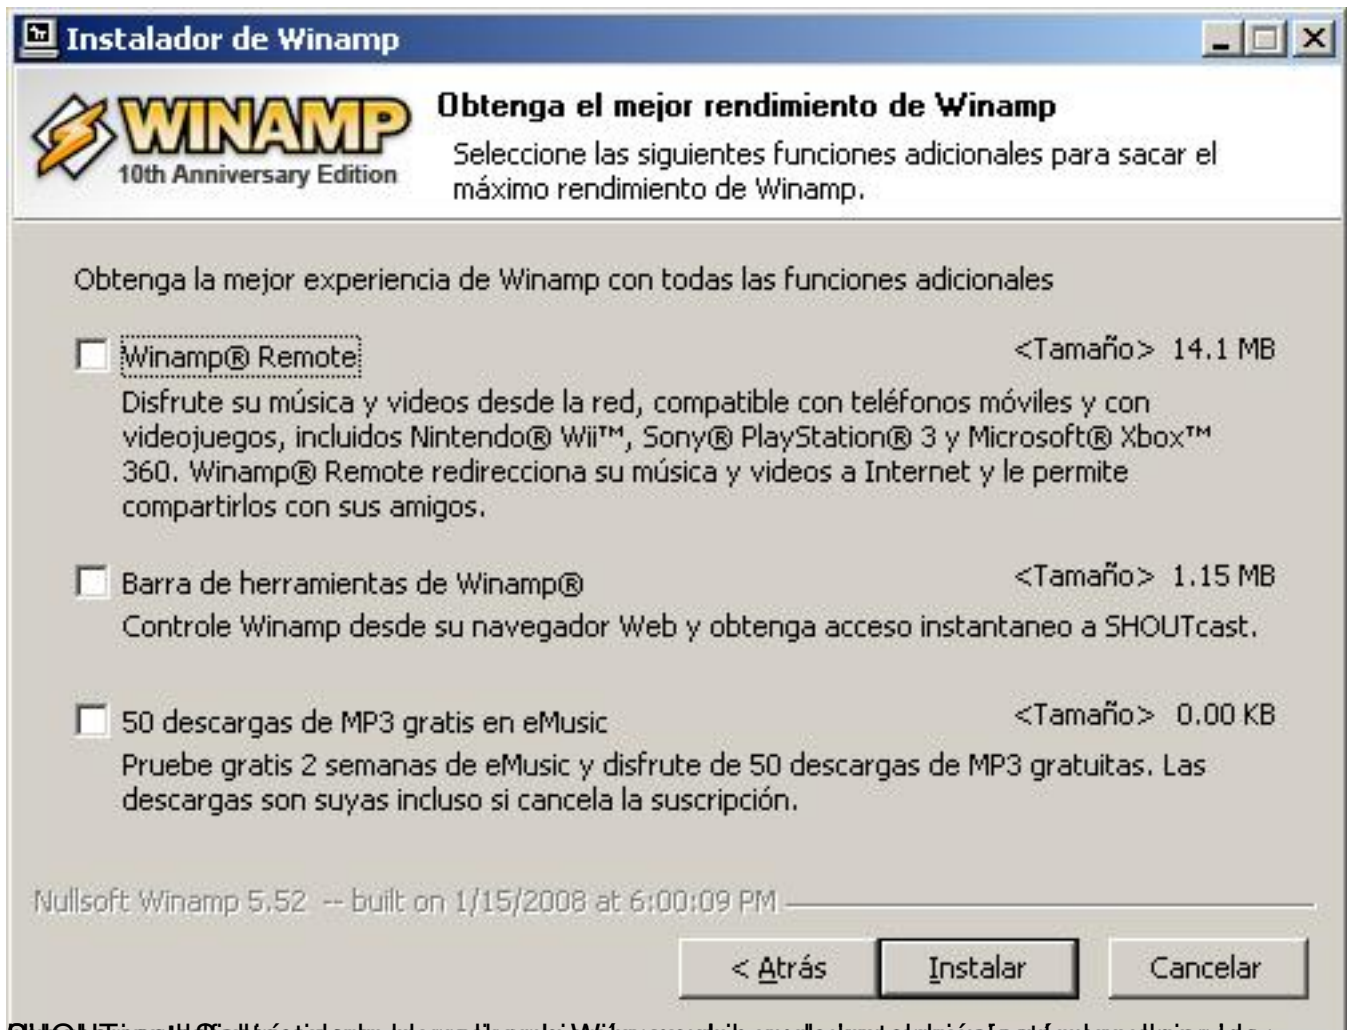 Instalador de Winamp
WINAMP
10th Anniversary Edition
Obtenga el mejor rendimiento de Winamp
Seleccione las siguientes funciones adicionales para sacar el
máximo rendimiento de Winamp.
Obtenga la mejor experiencia de Winamp con todas las funciones adicionales
Winamp® Remote <Tamaño> 14.1 MB
Disfrute su música y videos desde la red, compatible con teléfonos móviles y con
videojuegos, incluidos Nintendo® Wii™, Sony® PlayStation® 3 y Microsoft® Xbox™
360. Winamp® Remote redirecciona su música y videos a Internet y le permite
compartirlos con sus amigos.
Barra de herramientas de Winamp® <Tamaño> 1.15 MB
Controle Winamp desde su navegador Web y obtenga acceso instantaneo a SHOUTcast.
50 descargas de MP3 gratis en eMusic <Tamaño> 0.00 KB
Pruebe gratis 2 semanas de eMusic y disfrute de 50 descargas de MP3 gratuitas. Las
descargas son suyas incluso si cancela la suscripción.
Nullsoft Winamp 5.52 -- built on 1/15/2008 at 6:00:09 PM
< Atrás Instalar Cancelar